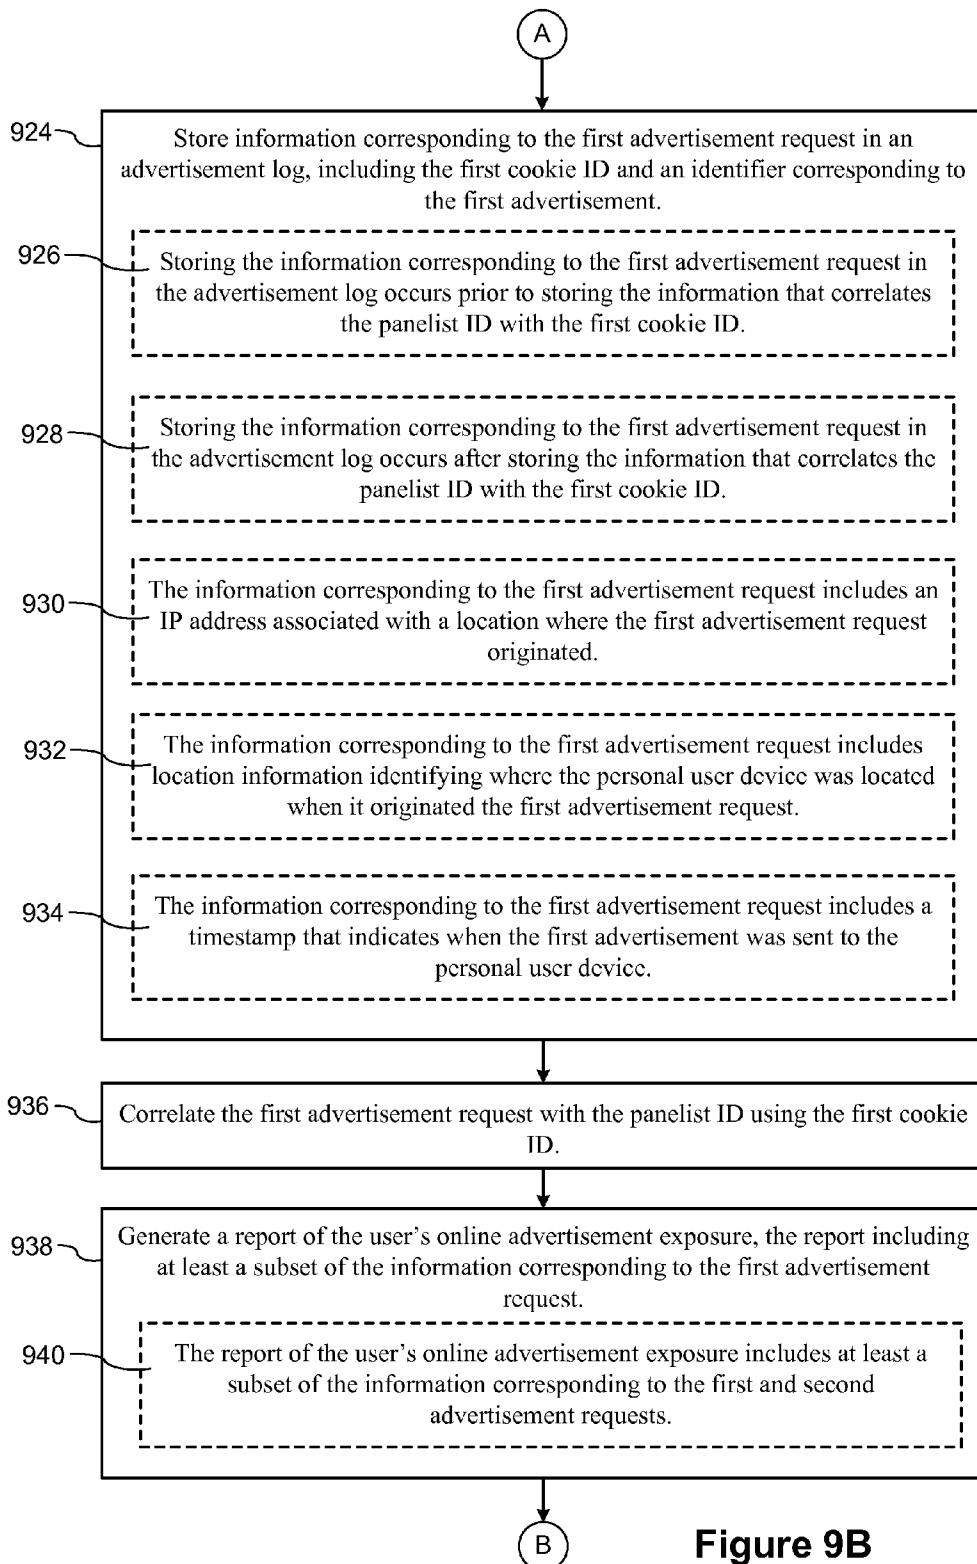 A
924
Store information corresponding to the first advertisement request in an
advertisement log, including the first cookie ID and an identifier corresponding to
the first advertisement.
926
Storing the information corresponding to the first advertisement request in
the advertisement log occurs prior to storing the information that correlates
the panelist ID with the first cookie ID.
928
Storing the information corresponding to the first advertisement request in
the advertisement log occurs after storing the information that correlates the
panelist ID with the first cookie ID.
930
The information corresponding to the first advertisement request includes an
IP address associated with a location where the first advertisement request
originated.
932
The information corresponding to the first advertisement request includes
location information identifying where the personal user device was located
when it originated the first advertisement request.
934
The information corresponding to the first advertisement request includes a
timestamp that indicates when the first advertisement was sent to the
personal user device.
936
Correlate the first advertisement request with the panelist ID using the first cookie
ID.
938
Generate a report of the user's online advertisement exposure, the report including
at least a subset of the information corresponding to the first advertisement
request.
940
The report of the user's online advertisement exposure includes at least a
subset of the information corresponding to the first and second
advertisement requests.
B
Figure 9B